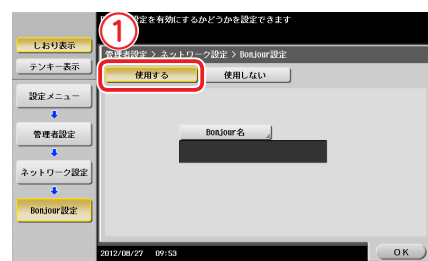 設定を有効にするかどうかを設定できます
①
しおり表示
管理者設定 > ネットワーク設定 > Bonjour設定
テンキー表示
使用する
使用しない
設定メニュー
Bonjour名
管理者設定
ネットワーク設定
Bonjour設定
2012/08/27 09:53
OK